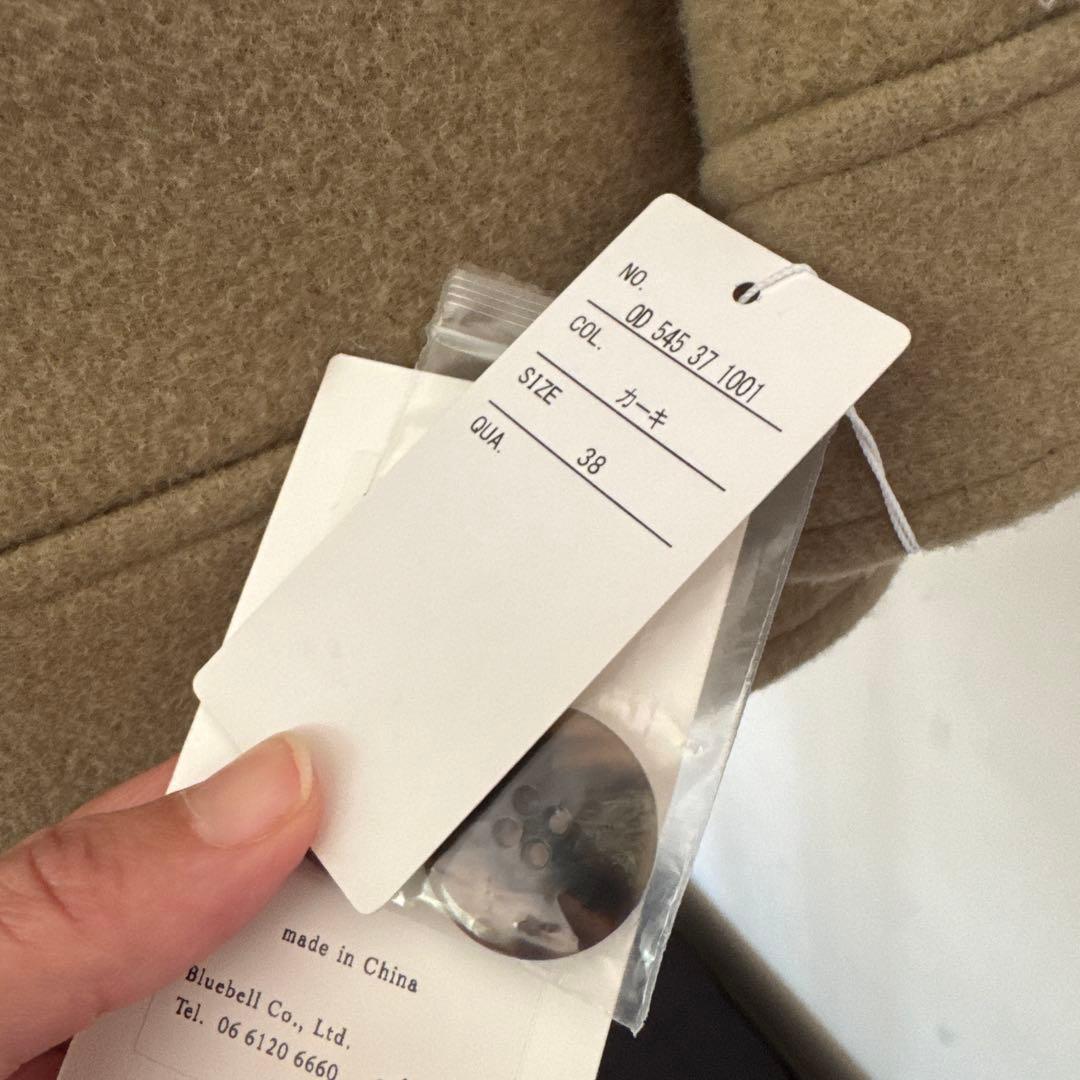 NO.
OD 545 37 1001
COL.
カーキ
SIZE
38
QUA.
made in China
Bluebell Co., Ltd.
Tel. 06 6120 6660